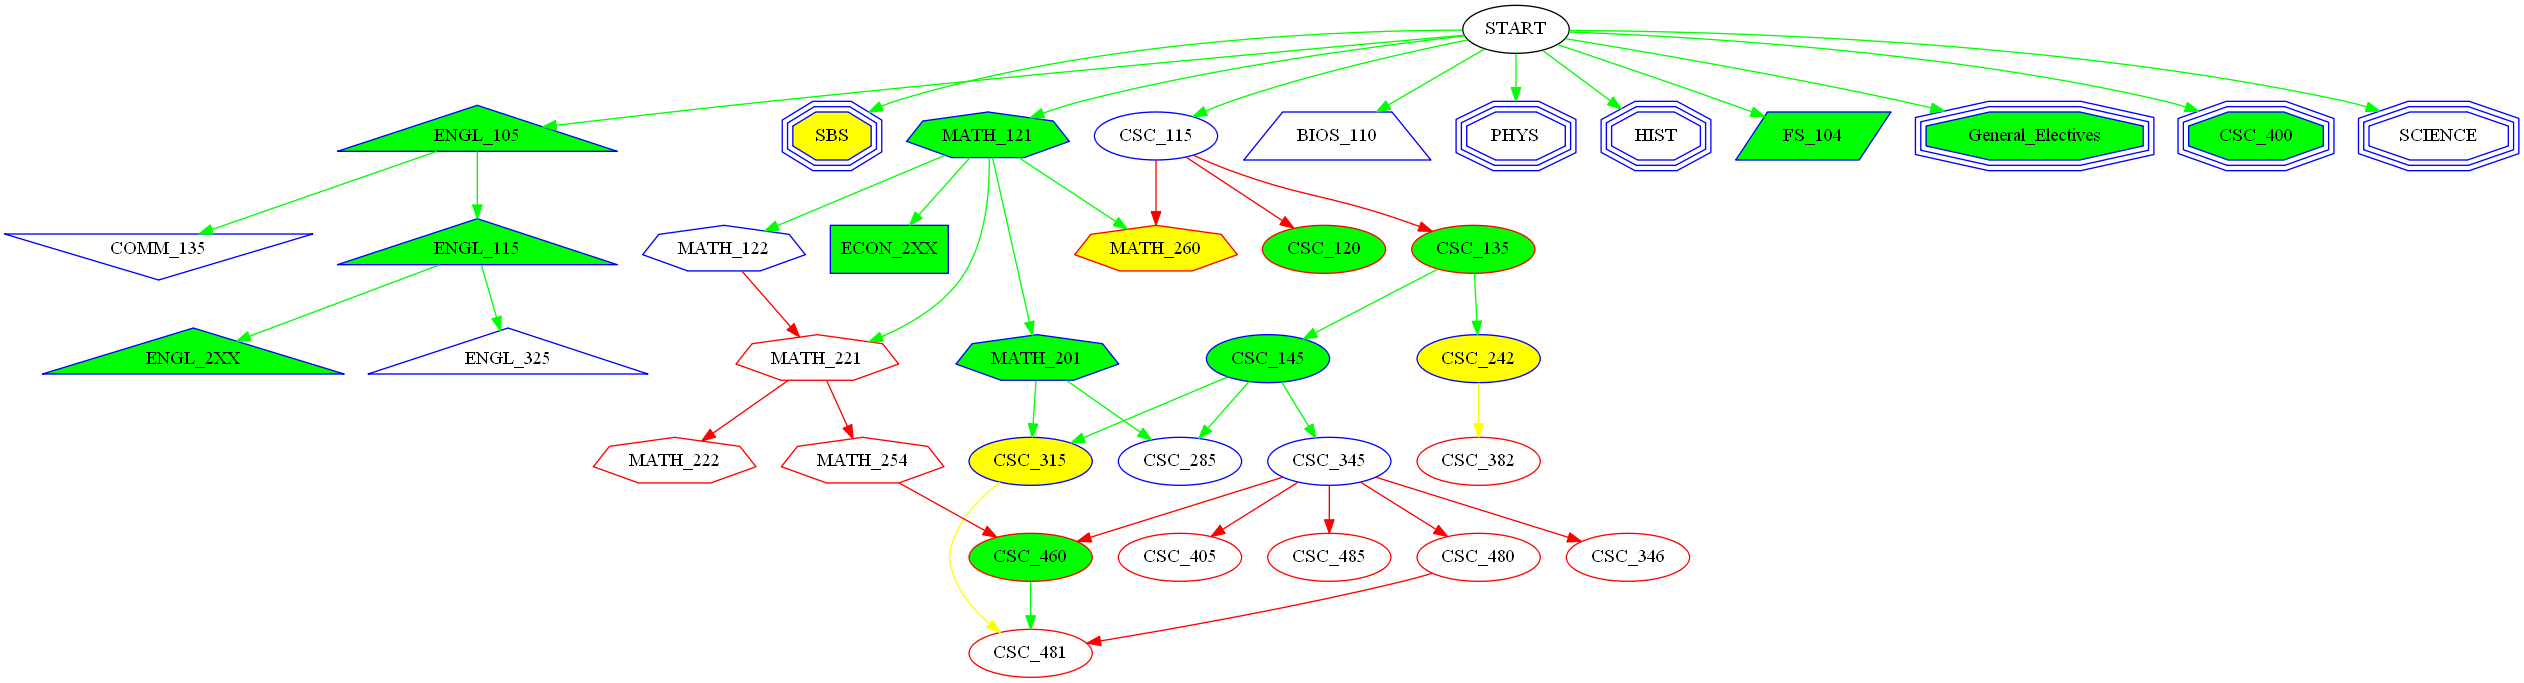 START
ENGL_105
SBS
MATH_121
CSC_115
BIOS_110
PHYS
HIST
FS_104
General_Electives
CSC_400
SCIENCE
COMM_135
ENGL_115
MATH_122
ECON_2XX
MATH_260
CSC_120
CSC_135
ENGL_2XX
ENGL_325
MATH_221
MATH_201
CSC_145
CSC_242
MATH_222
MATH_254
CSC_315
CSC_285
CSC_345
CSC_382
CSC_460
CSC_405
CSC_485
CSC_480
CSC_346
CSC_481